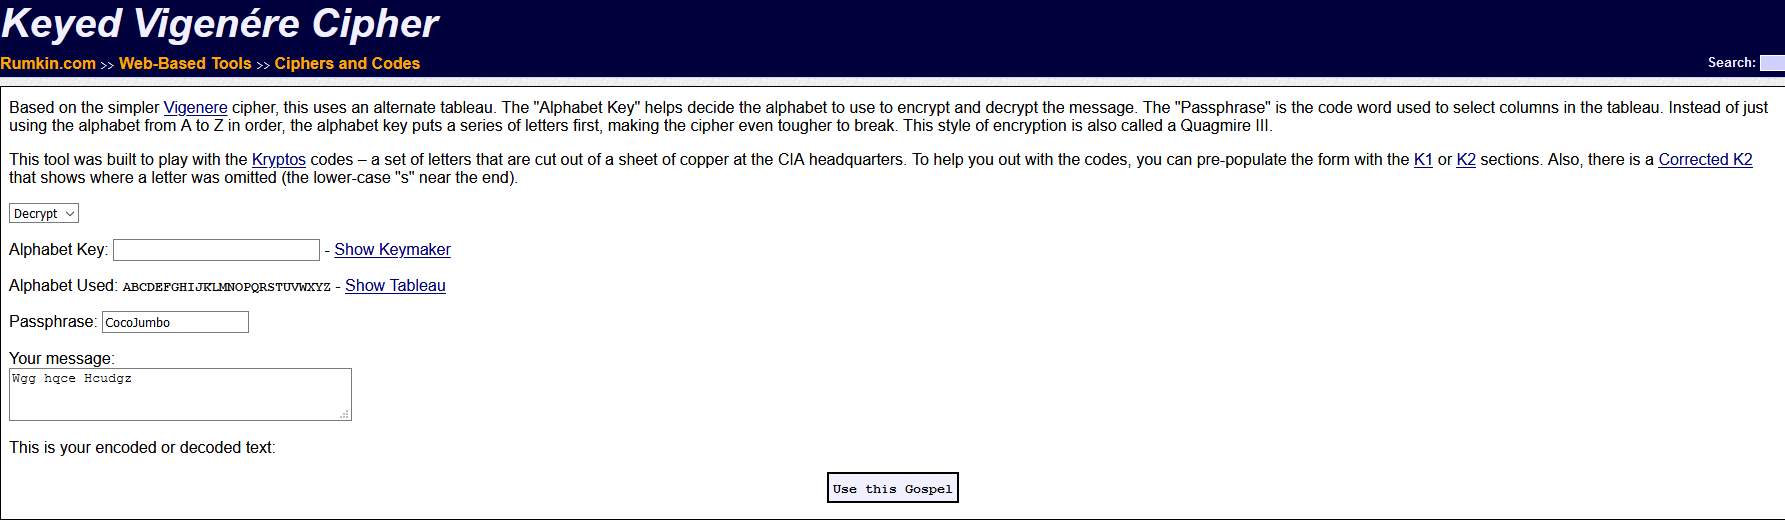 Keyed Vigenére Cipher
Rumkin.com >> Web-Based Tools >> Ciphers and Codes
Search:
Based on the simpler Vigenere cipher, this uses an alternate tableau. The "Alphabet Key" helps decide the alphabet to use to encrypt and decrypt the message. The "Passphrase" is the code word used to select columns in the tableau. Instead of just
using the alphabet from A to Z in order, the alphabet key puts a series of letters first, making the cipher even tougher to break. This style of encryption is also called a Quagmire III.
This tool was built to play with the Kryptos codes – a set of letters that are cut out of a sheet of copper at the CIA headquarters. To help you out with the codes, you can pre-populate the form with the K1 or K2 sections. Also, there is a Corrected K2
that shows where a letter was omitted (the lower-case "s" near the end).
Decrypt
Alphabet Key: - Show Keymaker
Alphabet Used: ABCDEFGHIJKLMNOPQRSTUVWXYZ - Show Tableau
Passphrase: CocoJumbo
Your message:
Wgg hqce Hcudgz
This is your encoded or decoded text:
Use this Gospel